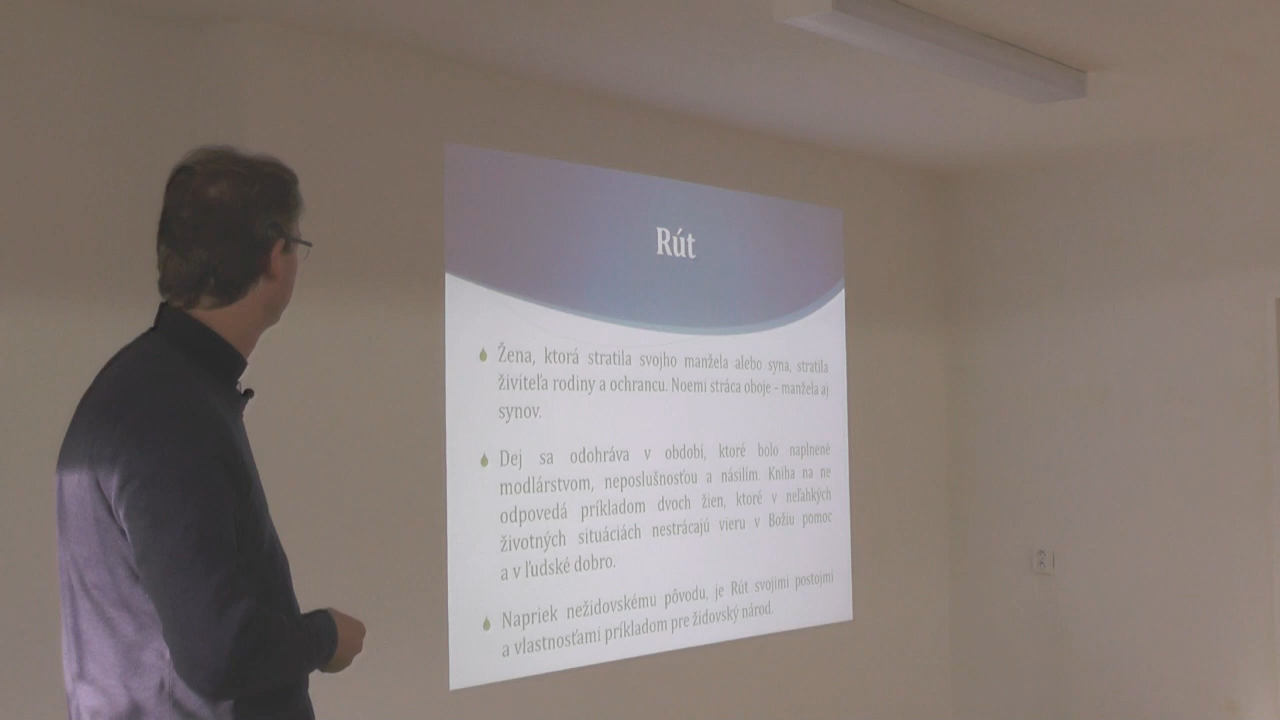 Rút
Žena, ktorá stratila svojho manžela alebo syna, stratila
živiteľa rodiny a ochrancu. Noemi stráca oboje – manžela aj
synov.
Dej sa odohráva v období, ktoré bolo naplnené
modlárstvom, neposlušnosťou a násilím. Kniha na ne
odpovedá príkladom dvoch žien, ktoré v neľahkých
životných situáciách nestrácajú vieru v Božiu pomoc
a v ľudské dobro.
Napriek nežidovskému pôvodu, je Rút svojimi postojmi
a vlastnosťami príkladom pre židovský národ.